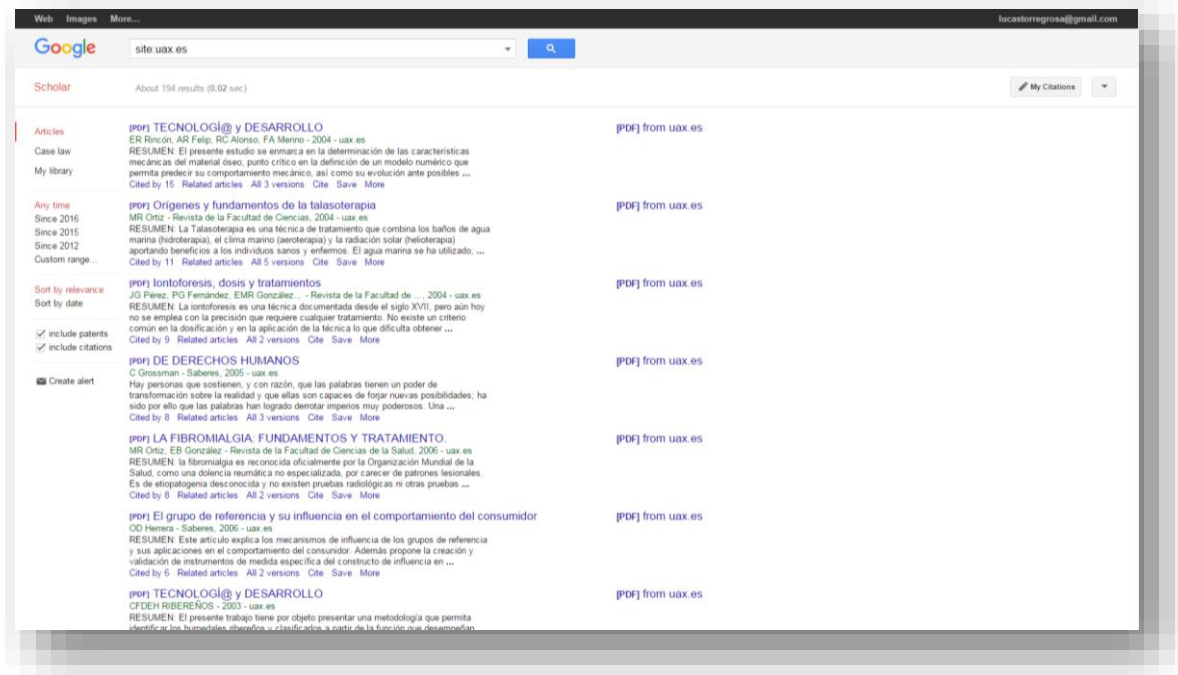 Web Images More...
lucastorregrosa@gmail.com
Google
site:uax.es
Scholar
About 194 results (0.02 sec)
My Citations
Articles
Case law
My library
Any time
Since 2016
Since 2015
Since 2012
Custom range...
Sort by relevance
Sort by date
include patents
include citations
Create alert
[PDF] TECNOLOGÍ@ y DESARROLLO
[PDF] from uax.es
ER Rincón, AR Felip, RC Alonso, FA Merino - 2004 - uax.es
RESUMEN: El presente estudio se enmarca en la determinación de las características
mecánicas del material óseo, punto crítico en la definición de un modelo numérico que
permita predecir su comportamiento mecánico, así como su evolución ante posibles ...
Cited by 15 Related articles All 3 versions Cite Save More
[PDF] Orígenes y fundamentos de la talasoterapia
[PDF] from uax.es
MR Ortiz - Revista de la Facultad de Ciencias, 2004 - uax.es
RESUMEN: La Talasoterapia es una técnica de tratamiento que combina los baños de agua
marina (hidroterapia), el clima marino (aeroterapia) y la radiación solar (helioterapia)
aportando beneficios a los individuos sanos y enfermos. El agua marina se ha utilizado, ...
Cited by 11 Related articles All 5 versions Cite Save More
[PDF] Iontoforesis, dosis y tratamientos
[PDF] from uax.es
JG Pérez, PG Fernández, EMR González... - Revista de la Facultad de ..., 2004 - uax.es
RESUMEN: La iontoforesis es una técnica documentada desde el siglo XVII, pero aún hoy
no se emplea con la precisión que requiere cualquier tratamiento. No existe un criterio
común en la dosificación y en la aplicación de la técnica lo que dificulta obtener ...
Cited by 9 Related articles All 2 versions Cite Save More
[PDF] DE DERECHOS HUMANOS
[PDF] from uax.es
C Grossman - Saberes, 2005 - uax.es
Hay personas que sostienen, y con razón, que las palabras tienen un poder de
transformación sobre la realidad y que ellas son capaces de forjar nuevas posibilidades; ha
sido por ello que las palabras han logrado derrotar imperios muy poderosos. Una ...
Cited by 8 Related articles All 3 versions Cite Save More
[PDF] LA FIBROMIALGIA: FUNDAMENTOS Y TRATAMIENTO.
[PDF] from uax.es
MR Ortiz, EB González - Revista de la Facultad de Ciencias de la Salud, 2006 - uax.es
RESUMEN: la fibromialgia es reconocida oficialmente por la Organización Mundial de la
Salud, como una dolencia reumática no especializada, por carecer de patrones lesionales.
Es de etiopatogenia desconocida y no existen pruebas radiológicas ni otras pruebas ...
Cited by 8 Related articles All 2 versions Cite Save More
[PDF] El grupo de referencia y su influencia en el comportamiento del consumidor
[PDF] from uax.es
OD Herrera - Saberes, 2006 - uax.es
RESUMEN: Este artículo explica los mecanismos de influencia de los grupos de referencia
y sus aplicaciones en el comportamiento del consunidor. Además propone la creación y
validación de instrumentos de medida específica del constructo de influencia en ...
Cited by 6 Related articles All 2 versions Cite Save More
[PDF] TECNOLOGÍ@ y DESARROLLO
[PDF] from uax.es
CFDEH RIBEREÑOS - 2003 - uax.es
RESUMEN: El presente trabajo tiene por objeto presentar una metodología que permita
identificar los humedales ribereños y clasificarlos a partir de la función que desempeñan